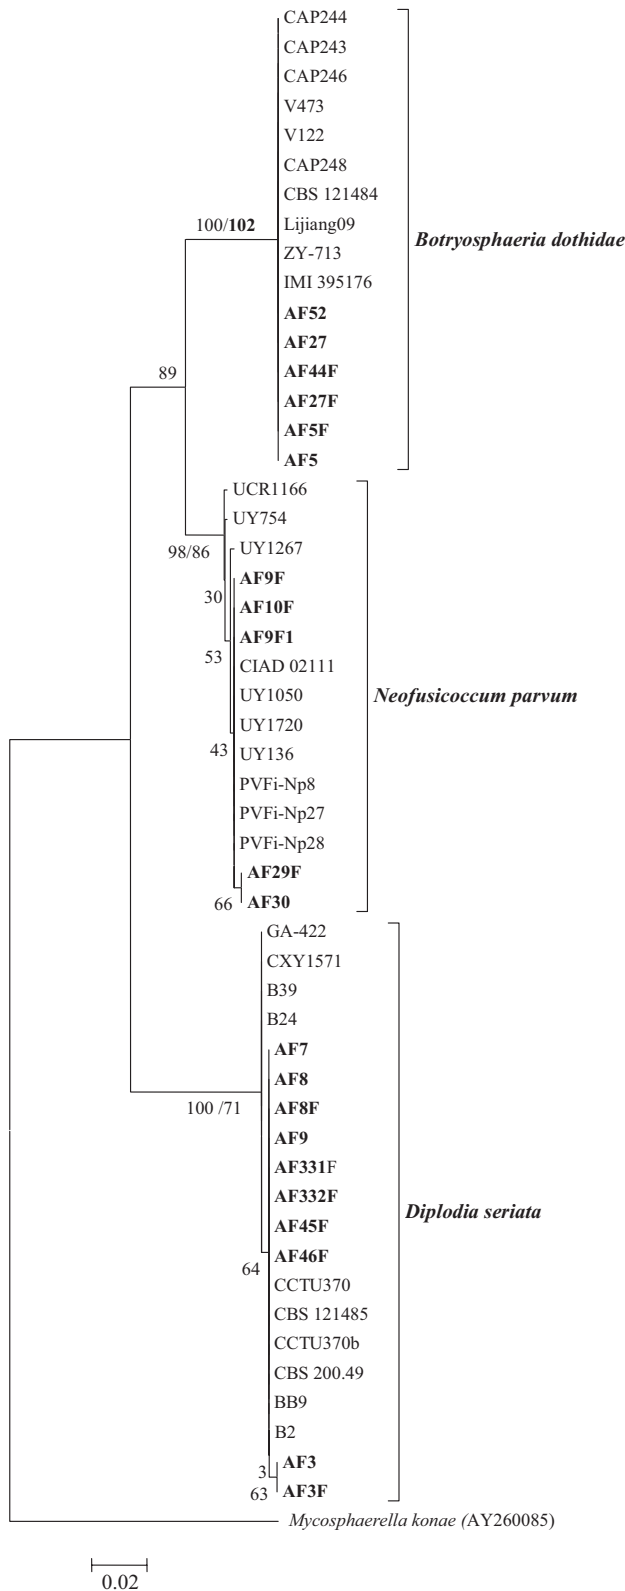 CAP244
CAP243
CAP246
V473
V122
CAP248
CBS 121484
100/102
Lijiang09
Botryosphaeria dothidae
ZY-713
IMI 395176
AF52
AF27
89
AF44F
AF27F
AF5F
AF5
UCR1166
UY754
98/86
UY1267
AF9F
30
AF10F
AF9F1
53
CIAD 02111
UY1050
Neofusicoccum parvum
UY1720
43
UY136
PVFi-Np8
PVFi-Np27
PVFi-Np28
AF29F
66
AF30
GA-422
CXY1571
B39
B24
AF7
AF8
100 /71
AF8F
AF9
AF331F
AF332F
Diplodia seriata
AF45F
AF46F
64
CCTU370
CBS 121485
CCTU370b
CBS 200.49
BB9
B2
AF3
3
63
AF3F
Mycosphaerella konae (AY260085)
0.02